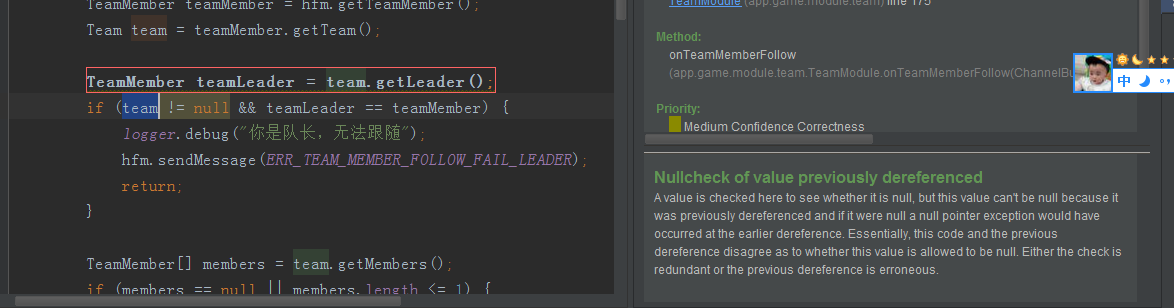 TeamMember teamMember = hfm.getTeamMember();
Team team = teamMember.getTeam();
TeamMember teamLeader = team.getLeader();
if (team != null && teamLeader == teamMember) {
logger.debug("你是队长，无法跟随");
hfm.sendMessage(ERR_TEAM_MEMBER_FOLLOW_FAIL_LEADER);
return;
}
TeamMember[] members = team.getMembers();
if (members == null || members.length <= 1) {
TeamModule (app.game.module.team) line 175
Method:
onTeamMemberFollow
(app.game.module.team.TeamModule.onTeamMemberFollow(ChannelBu
Priority:
Medium Confidence Correctness
中
Nullcheck of value previously dereferenced
A value is checked here to see whether it is null, but this value can't be null because it
was previously dereferenced and if it were null a null pointer exception would have
occurred at the earlier dereference. Essentially, this code and the previous
dereference disagree as to whether this value is allowed to be null. Either the check is
redundant or the previous dereference is erroneous.